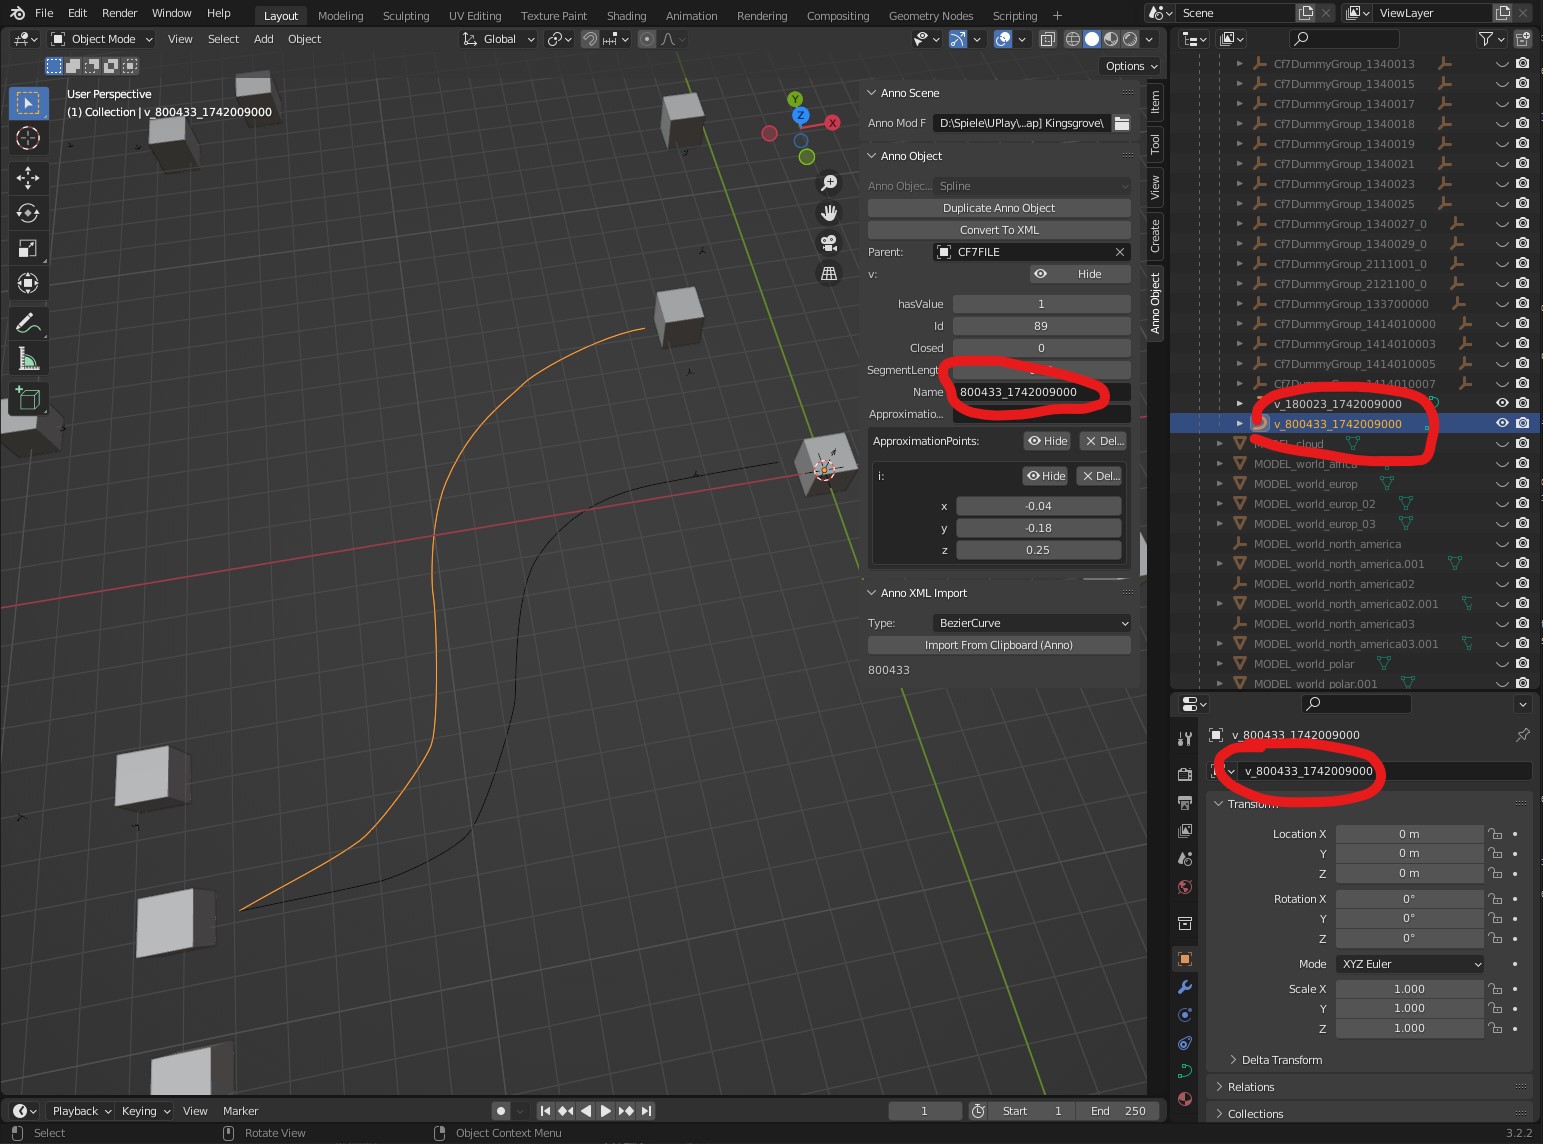 File Edit Render Window Help Layout Modeling Sculpting UV Editing Texture Paint Shading Animation Rendering Compositing Geometry Nodes Scripting + Scene ViewLayer
Object Mode View Select Add Object Global
Options
User Perspective
(1) Collection | v_800433_1742009000
Y
Z
X
Anno Scene
Anno Mod F D:\Spiele\UPlay\...ap] Kingsgrove\
Anno Object
Anno Objec... Spline
Duplicate Anno Object
Convert To XML
Parent: CF7FILE
v: Hide
hasValue 1
Id 89
Closed 0
SegmentLengt
Name 800433_1742009000
Approximatio...
ApproximationPoints: Hide Del...
i: Hide Del...
x -0.04
y -0.18
z 0.25
Anno XML Import
Type: BezierCurve
Import From Clipboard (Anno)
800433
Item
Tool
View
Create
Anno Object
Cf7DummyGroup_1340013
Cf7DummyGroup_1340015
Cf7DummyGroup_1340017
Cf7DummyGroup_1340018
Cf7DummyGroup_1340019
Cf7DummyGroup_1340021
Cf7DummyGroup_1340023
Cf7DummyGroup_1340025
Cf7DummyGroup_1340027_0
Cf7DummyGroup_1340029_0
Cf7DummyGroup_2111001_0
Cf7DummyGroup_2121100_0
Cf7DummyGroup_133700000
Cf7DummyGroup_1414010000
Cf7DummyGroup_1414010003
Cf7DummyGroup_1414010005
Cf7DummyGroup_1414010007
v_180023_1742009000
v_800433_1742009000
MODEL_cloud
MODEL_world_africa
MODEL_world_europ
MODEL_world_europ_02
MODEL_world_europ_03
MODEL_world_north_america
MODEL_world_north_america.001
MODEL_world_north_america02
MODEL_world_north_america02.001
MODEL_world_north_america03
MODEL_world_north_america03.001
MODEL_world_polar
MODEL_world_polar.001
v_800433_1742009000
v_800433_1742009000
Transform
Location X 0 m
Y 0 m
Z 0 m
Rotation X 0°
Y 0°
Z 0°
Mode XYZ Euler
Scale X 1.000
Y 1.000
Z 1.000
Delta Transform
Relations
Collections
Playback Keying View Marker 1 Start 1 End 250
Select Rotate View Object Context Menu 3.2.2